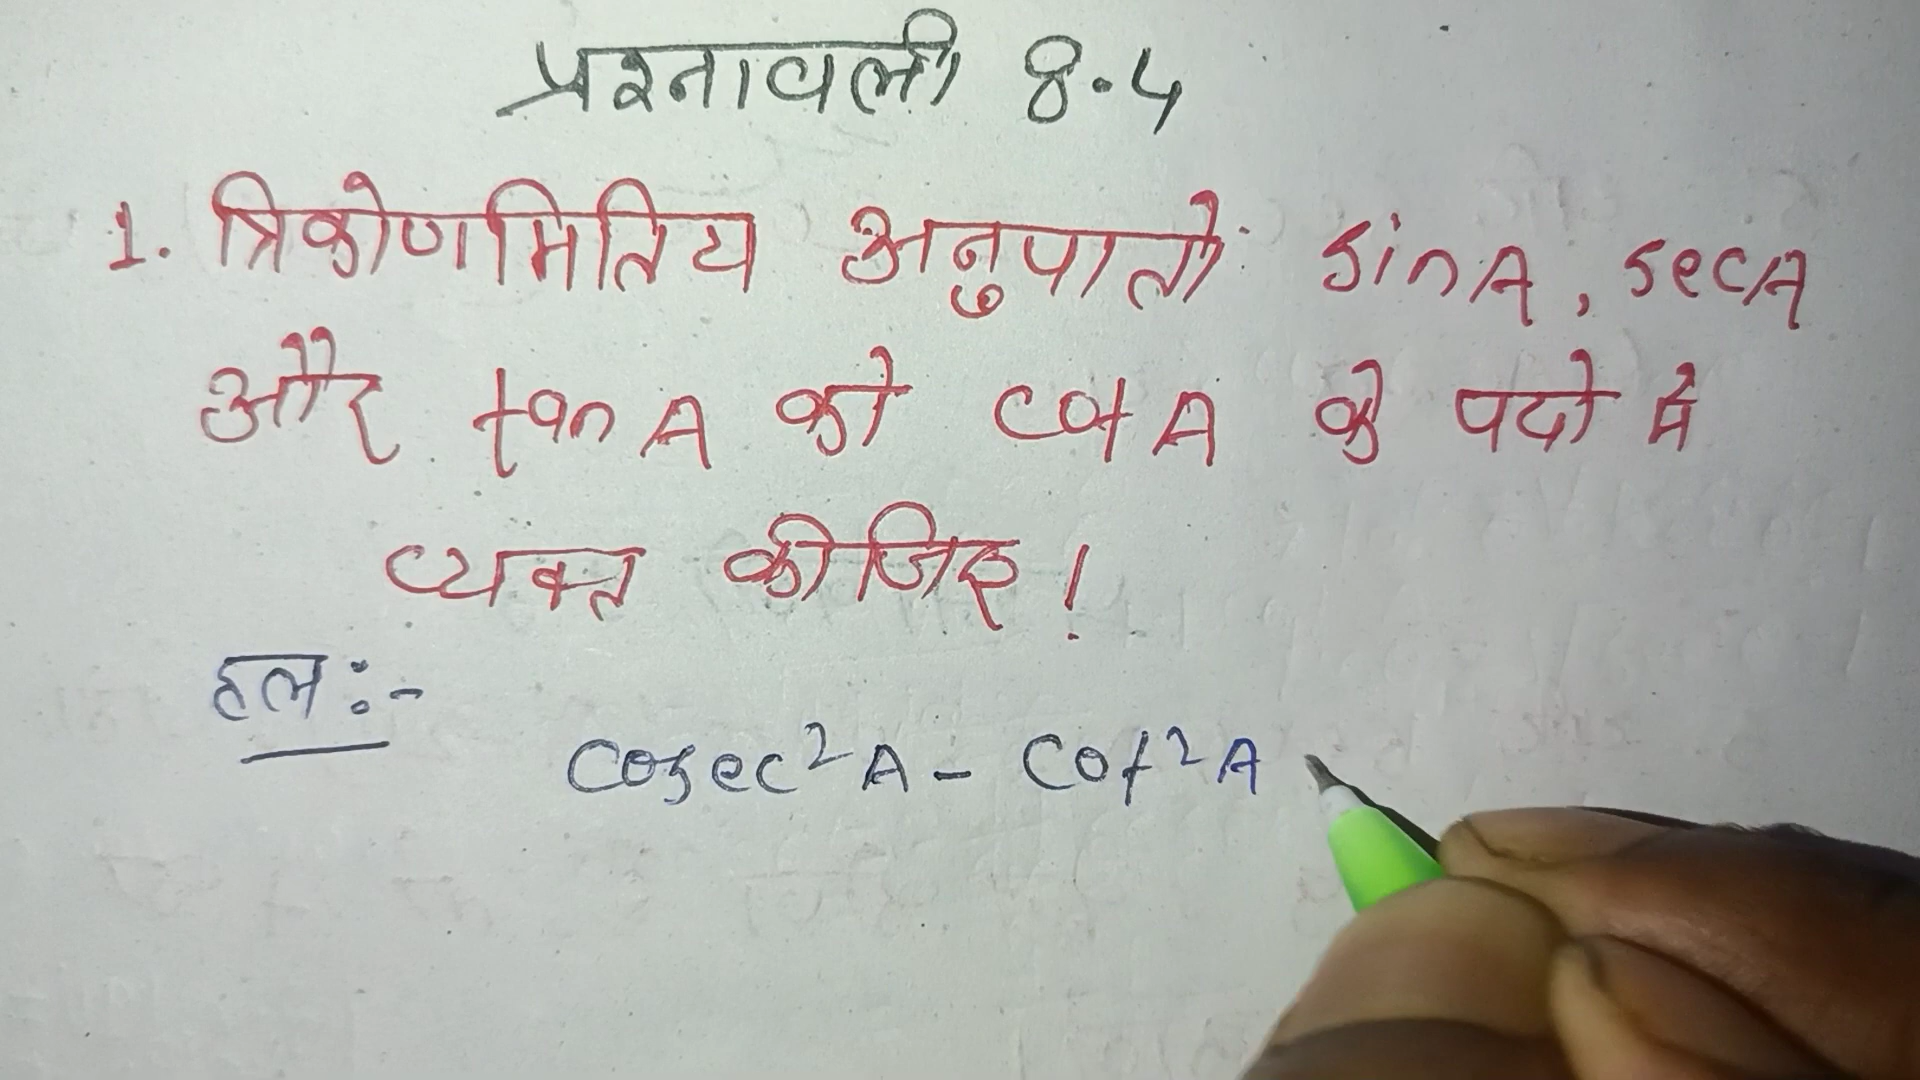 प्रश्नावली 8.4
1. त्रिकोणमितिय अनुपातो sinA, secA
और tanA को cotA के पदो में
व्यक्त कीजिए!
हल:-
cosec²A - cot²A